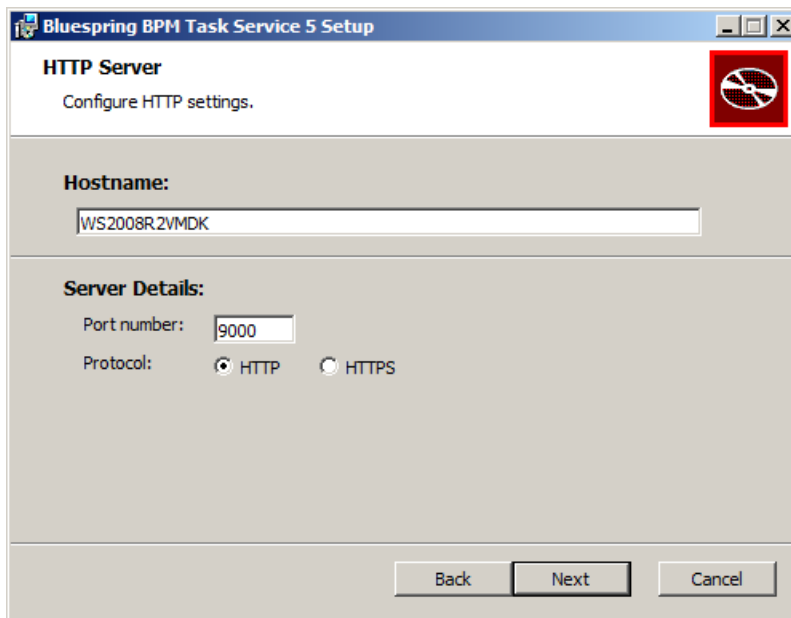 Bluespring BPM Task Service 5 Setup
HTTP Server
Configure HTTP settings.
Hostname:
WS2008R2VMDK
Server Details:
Port number: 9000
Protocol: HTTP HTTPS
Back Next Cancel